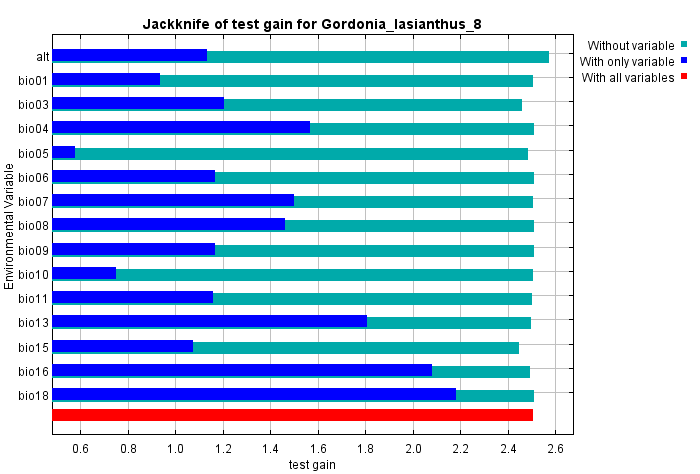 Jackknife of test gain for Gordonia_lasianthus_8
Without variable
With only variable
With all variables
Environmental Variable
alt
bio01
bio03
bio04
bio05
bio06
bio07
bio08
bio09
bio10
bio11
bio13
bio15
bio16
bio18
0.6 0.8 1.0 1.2 1.4 1.6 1.8 2.0 2.2 2.4 2.6
test gain